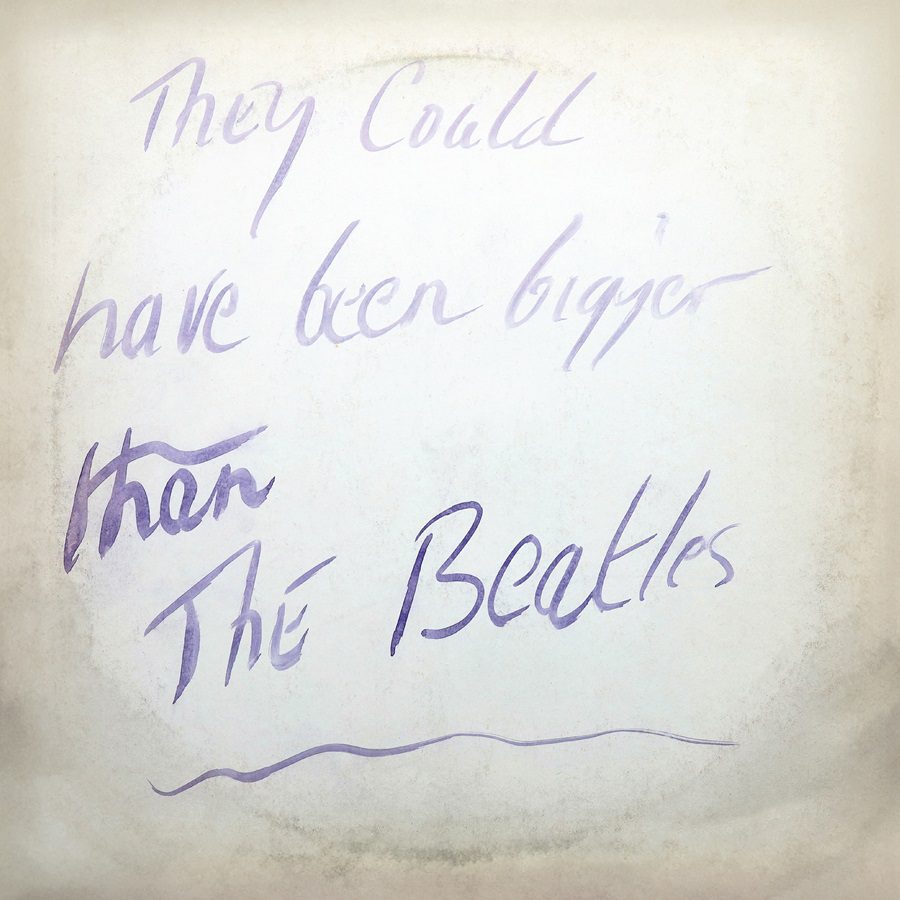 They Could
have been bigger
than
The Beatles